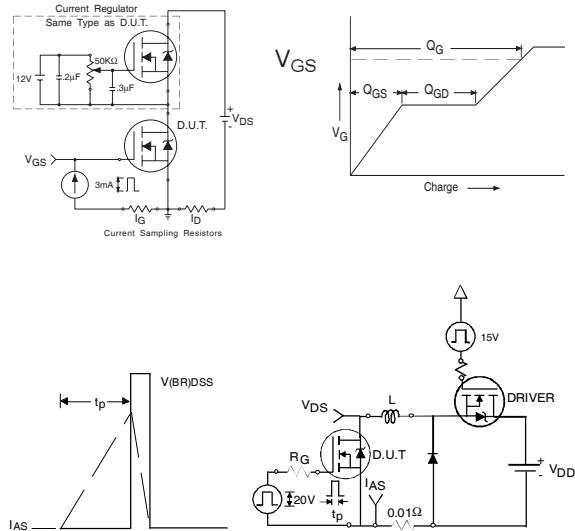 Current Regulator
Same Type as D.U.T.
50KΩ
12V
.2µF
.3µF
D.U.T.
+
VDS
-
VGS
3mA
IG
ID
Current Sampling Resistors
VGS
QG
QGS
QGD
VG
Charge
V(BR)DSS
tp
IAS
15V
DRIVER
L
VDS
D.U.T
RG
+
VDD
-
IAS
20V
tp
0.01Ω